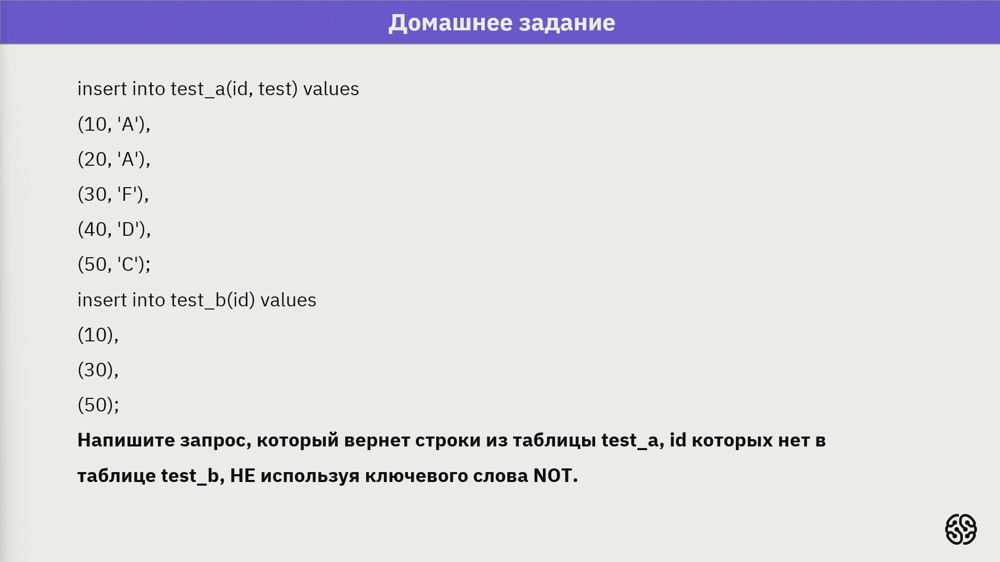 Домашнее задание
insert into test_a(id, test) values
(10, 'A'),
(20, 'A'),
(30, 'F'),
(40, 'D'),
(50, 'C');
insert into test_b(id) values
(10),
(30),
(50);
Напишите запрос, который вернет строки из таблицы test_a, id которых нет в
таблице test_b, НЕ используя ключевого слова NOT.